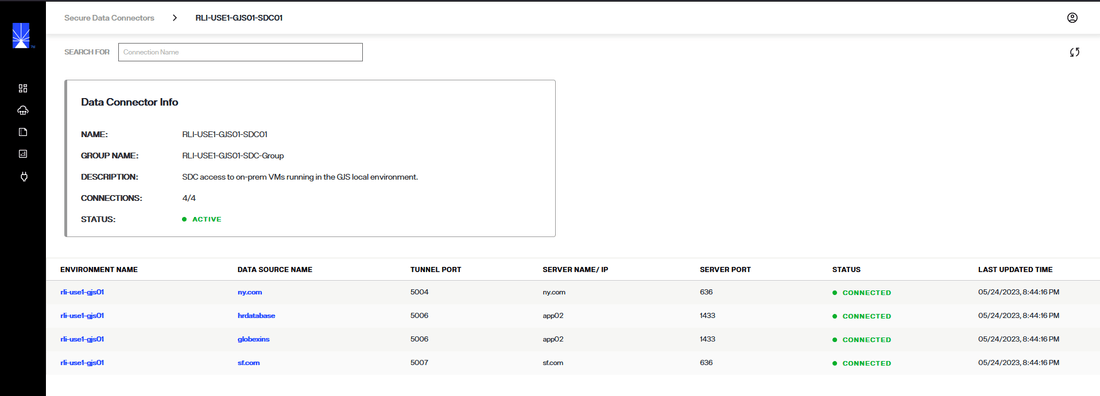 Secure Data Connectors > RLI-USE1-GJS01-SDC01
SEARCH FOR Connection Name
Data Connector Info
NAME: RLI-USE1-GJS01-SDC01
GROUP NAME: RLI-USE1-GJS01-SDC-Group
DESCRIPTION: SDC access to on-prem VMs running in the GJS local environment.
CONNECTIONS: 4/4
STATUS: ACTIVE
ENVIRONMENT NAME DATA SOURCE NAME TUNNEL PORT SERVER NAME/ IP SERVER PORT STATUS LAST UPDATED TIME
rli-use1-gjs01 ny.com 5004 ny.com 636 CONNECTED 05/24/2023, 8:44:16 PM
rli-use1-gjs01 hrdatabase 5006 app02 1433 CONNECTED 05/24/2023, 8:44:16 PM
rli-use1-gjs01 globexins 5006 app02 1433 CONNECTED 05/24/2023, 8:44:16 PM
rli-use1-gjs01 sf.com 5007 sf.com 636 CONNECTED 05/24/2023, 8:44:16 PM